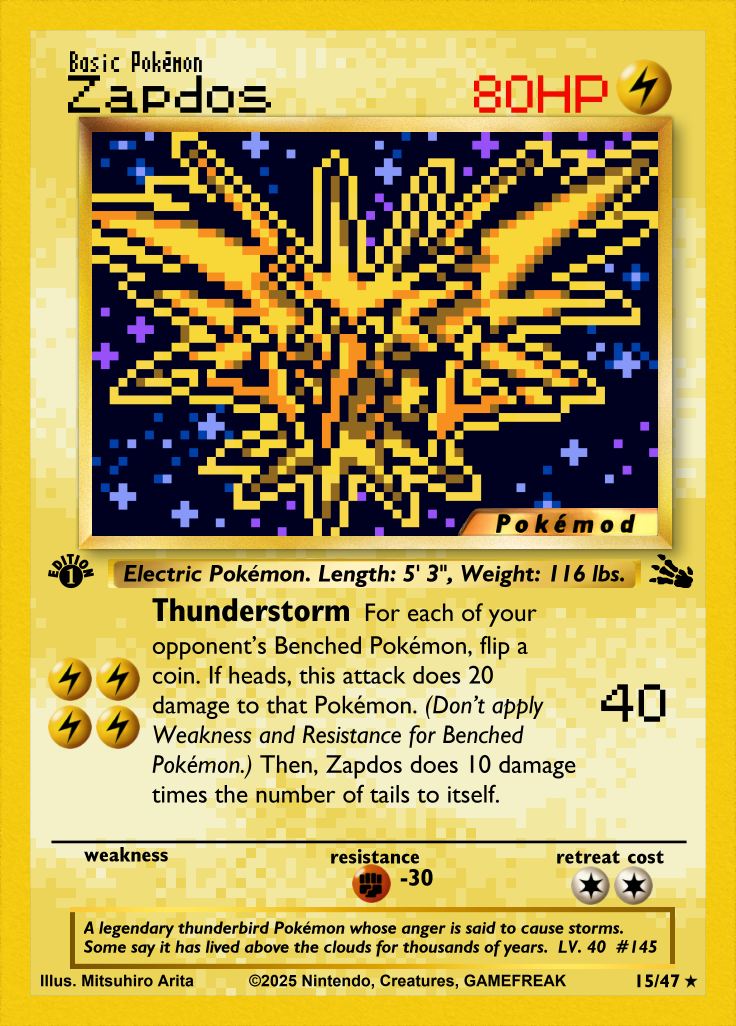 Basic Pokémon
Zapdos
80HP
Pokémod
EDITION
1
Electric Pokémon. Length: 5' 3", Weight: 116 lbs.
Thunderstorm For each of your
opponent's Benched Pokémon, flip a
coin. If heads, this attack does 20
damage to that Pokémon. (Don't apply
Weakness and Resistance for Benched
Pokémon.) Then, Zapdos does 10 damage
times the number of tails to itself.
40
weakness
resistance
retreat cost
-30
A legendary thunderbird Pokémon whose anger is said to cause storms.
Some say it has lived above the clouds for thousands of years. LV. 40 #145
Illus. Mitsuhiro Arita
©2025 Nintendo, Creatures, GAMEFREAK
15/47 ★